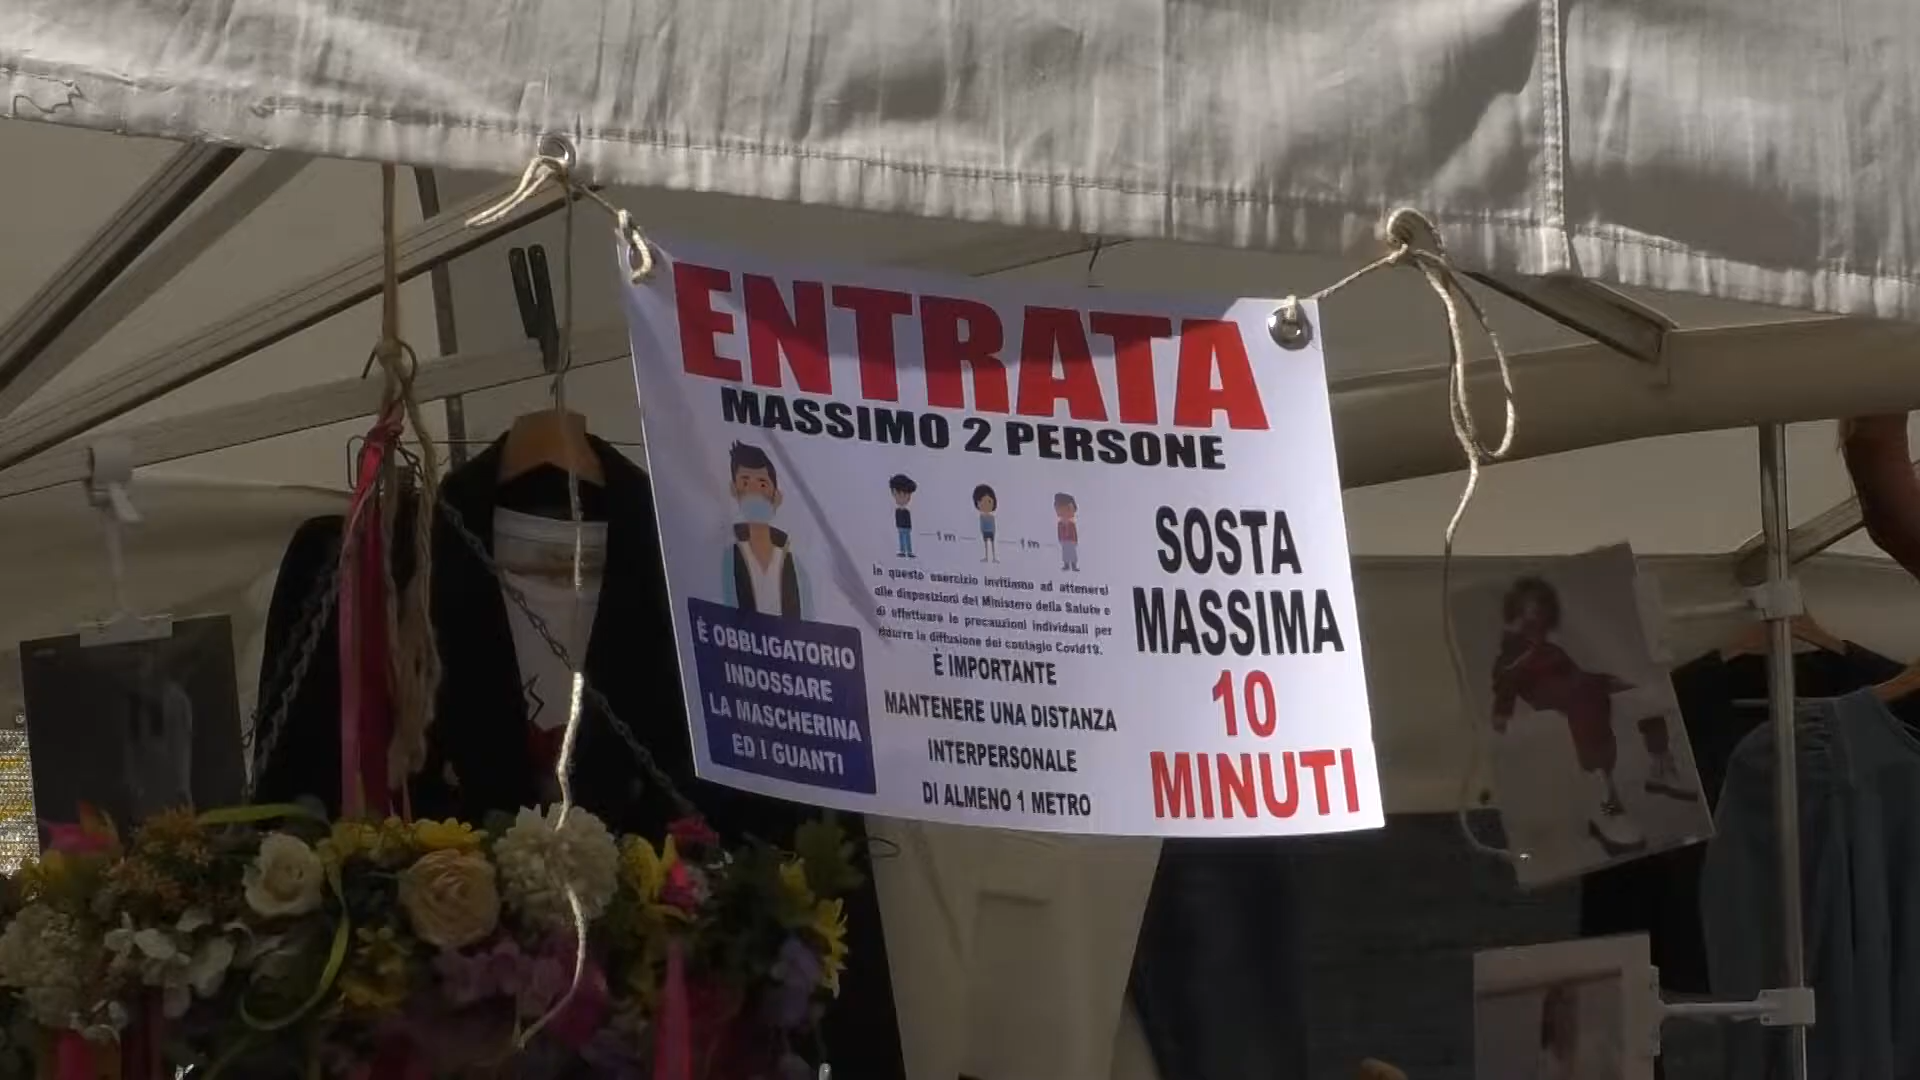 ENTRATA
MASSIMO 2 PERSONE
1 m
1 m
In questo esercizio invitiamo ad attenersi
alle disposizioni del Ministero della Salute e
di effettuare le precauzioni individuali per
ridurre la diffusione del contagio Covid19.
È OBBLIGATORIO
INDOSSARE
LA MASCHERINA
ED I GUANTI
È IMPORTANTE
MANTENERE UNA DISTANZA
INTERPERSONALE
DI ALMENO 1 METRO
SOSTA
MASSIMA
10
MINUTI